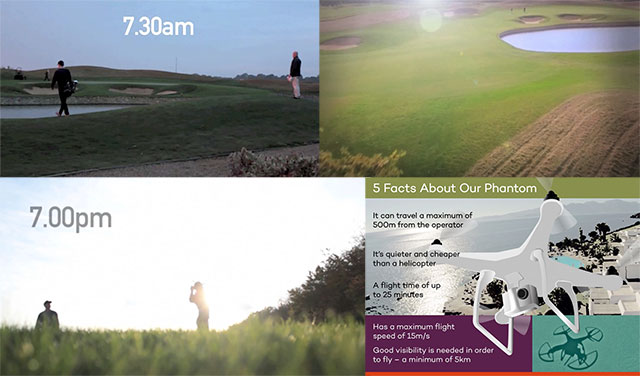 7.30am
7.00pm
5 Facts About Our Phantom
It can travel a maximum of
500m from the operator
It's quieter and cheaper
than a helicopter
A flight time of up
to 25 minutes
Has a maximum flight
speed of 15m/s
Good visibility is needed in order
to fly – a minimum of 5km